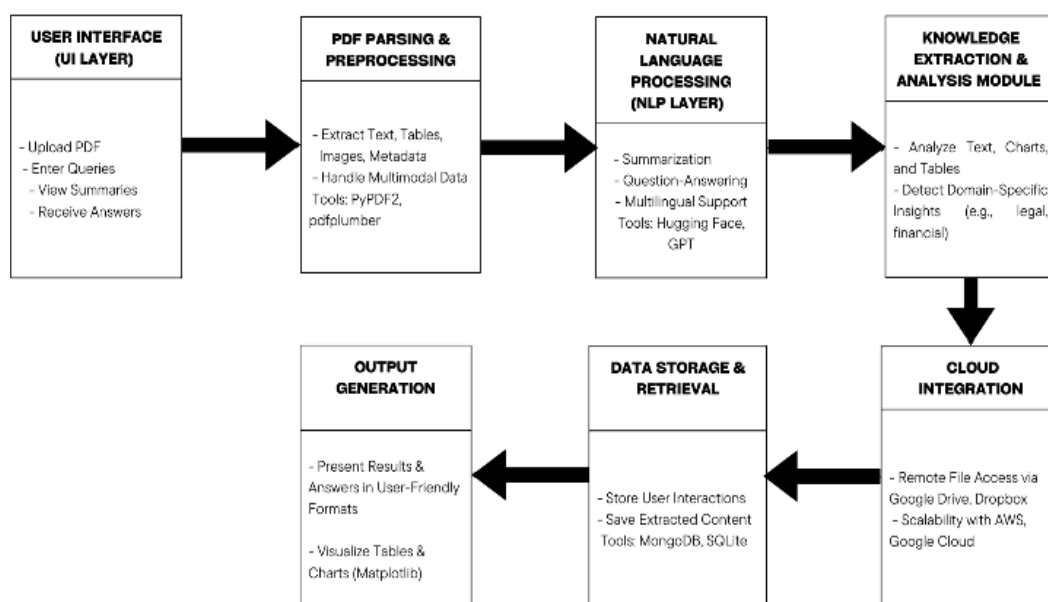 USER INTERFACE
(UI LAYER)
- Upload PDF
- Enter Queries
- View Summaries
- Receive Answers
PDF PARSING &
PREPROCESSING
- Extract Text, Tables,
Images, Metadata
- Handle Multimodal Data
Tools: PyPDF2,
pdfplumber
NATURAL
LANGUAGE
PROCESSING
(NLP LAYER)
- Summarization
- Question-Answering
- Multilingual Support
Tools: Hugging Face,
GPT
KNOWLEDGE
EXTRACTION &
ANALYSIS MODULE
- Analyze Text, Charts,
and Tables
- Detect Domain-Specific
Insights (e.g., legal,
financial)
CLOUD
INTEGRATION
- Remote File Access via
Google Drive, Dropbox
- Scalability with AWS,
Google Cloud
DATA STORAGE &
RETRIEVAL
- Store User Interactions
- Save Extracted Content
Tools: MongoDB, SQLite
OUTPUT
GENERATION
- Present Results &
Answers in User-Friendly
Formats
- Visualize Tables &
Charts (Matplotlib)